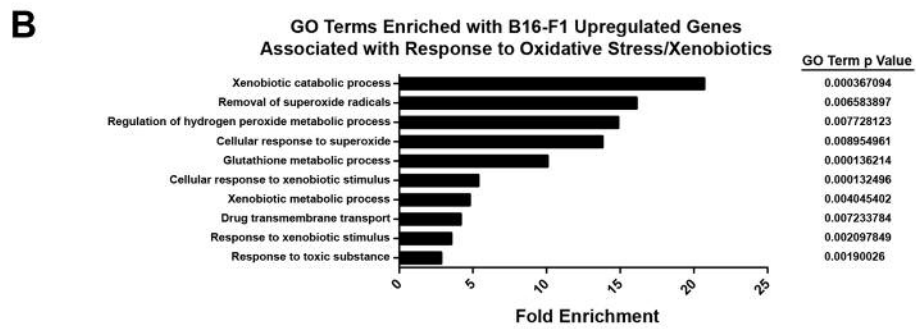 B
GO Terms Enriched with B16-F1 Upregulated Genes
Associated with Response to Oxidative Stress/Xenobiotics
GO Term p Value
Xenobiotic catabolic process 0.000367094
Removal of superoxide radicals 0.006583897
Regulation of hydrogen peroxide metabolic process 0.007728123
Cellular response to superoxide 0.008954961
Glutathione metabolic process 0.000136214
Cellular response to xenobiotic stimulus 0.000132496
Xenobiotic metabolic process 0.004045402
Drug transmembrane transport 0.007233784
Response to xenobiotic stimulus 0.002097849
Response to toxic substance 0.00190026
0 5 10 15 20 25
Fold Enrichment